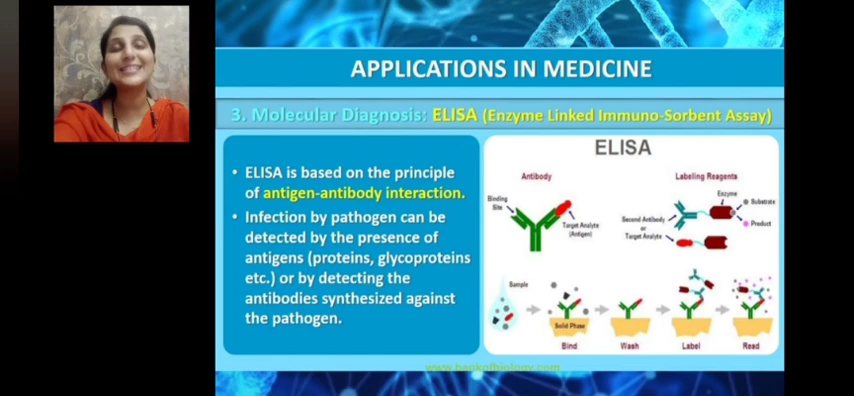 APPLICATIONS IN MEDICINE
3. Molecular Diagnosis: ELISA (Enzyme Linked Immuno-Sorbent Assay)
• ELISA is based on the principle
of antigen-antibody interaction.
• Infection by pathogen can be
detected by the presence of
antigens (proteins, glycoproteins
etc.) or by detecting the
antibodies synthesized against
the pathogen.
ELISA
Antibody
Binding
Site
Target Analyte
(Antigen)
Labeling Reagents
Enzyme
Substrate
Product
Second Antibody
or
Target Analyte
Sample
Solid Phase
Bind
Wash
Label
Read
www.bankofbiology.com